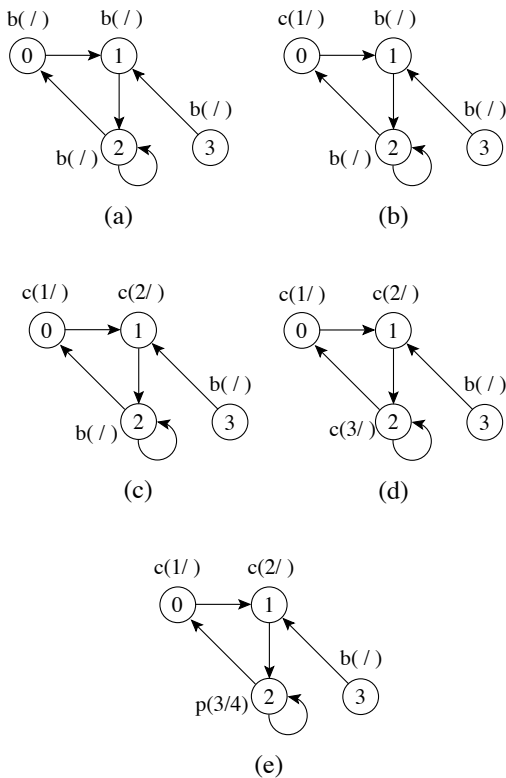 b( / ) b( / ) c(1/ ) b( / )
0 1 0 1
b( / ) b( / )
b( / ) 2 3 b( / ) 2 3
(a) (b)
c(1/ ) c(2/ ) c(1/ ) c(2/ )
0 1 0 1
b( / ) b( / )
b( / ) 2 3 c(3/ ) 2 3
(c) (d)
c(1/ ) c(2/ )
0 1
b( / )
p(3/4) 2 3
(e)